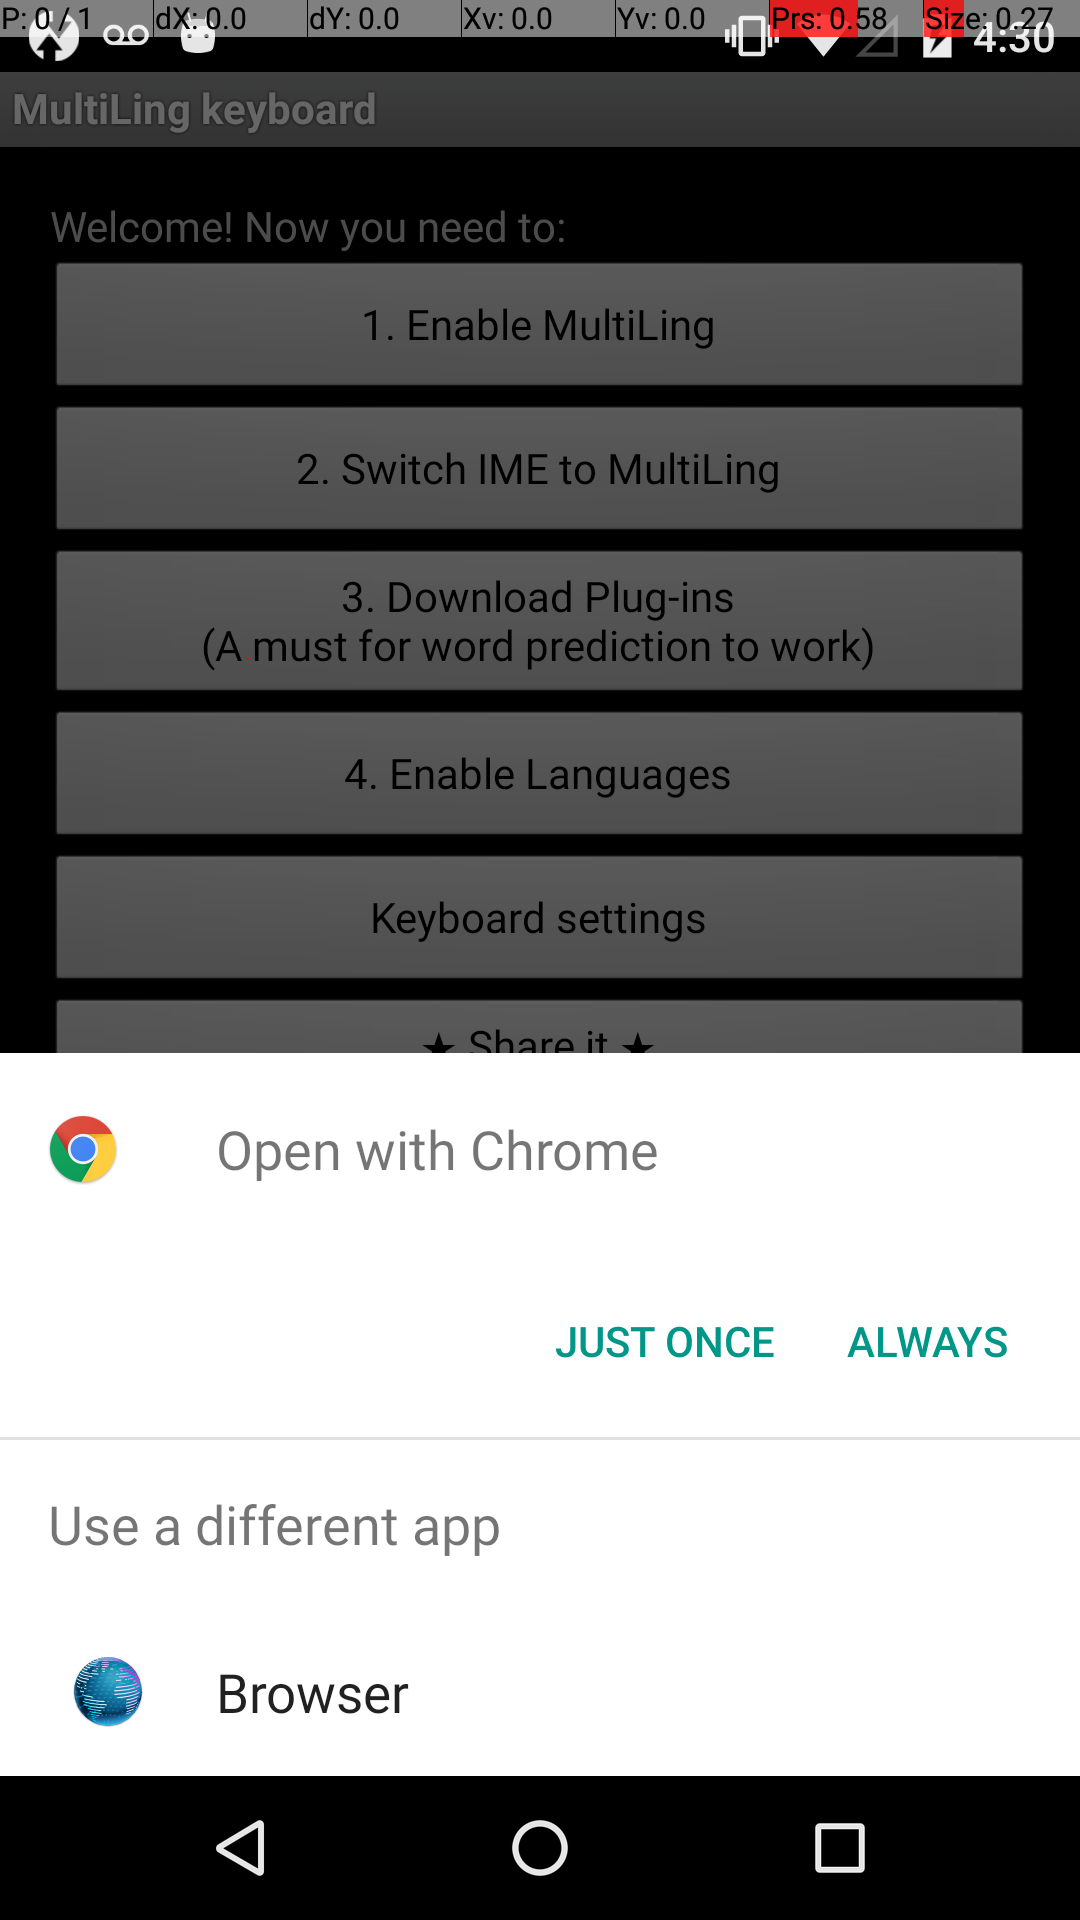 P: 0 / 1 dX: 0.0 dY: 0.0 Xv: 0.0 Yv: 0.0 Prs: 0.58 Size: 0.27
4:30
MultiLing keyboard
Welcome! Now you need to:
1. Enable MultiLing
2. Switch IME to MultiLing
3. Download Plug-ins
(A must for word prediction to work)
4. Enable Languages
Keyboard settings
★ Share it ★
Open with Chrome
JUST ONCE ALWAYS
Use a different app
Browser